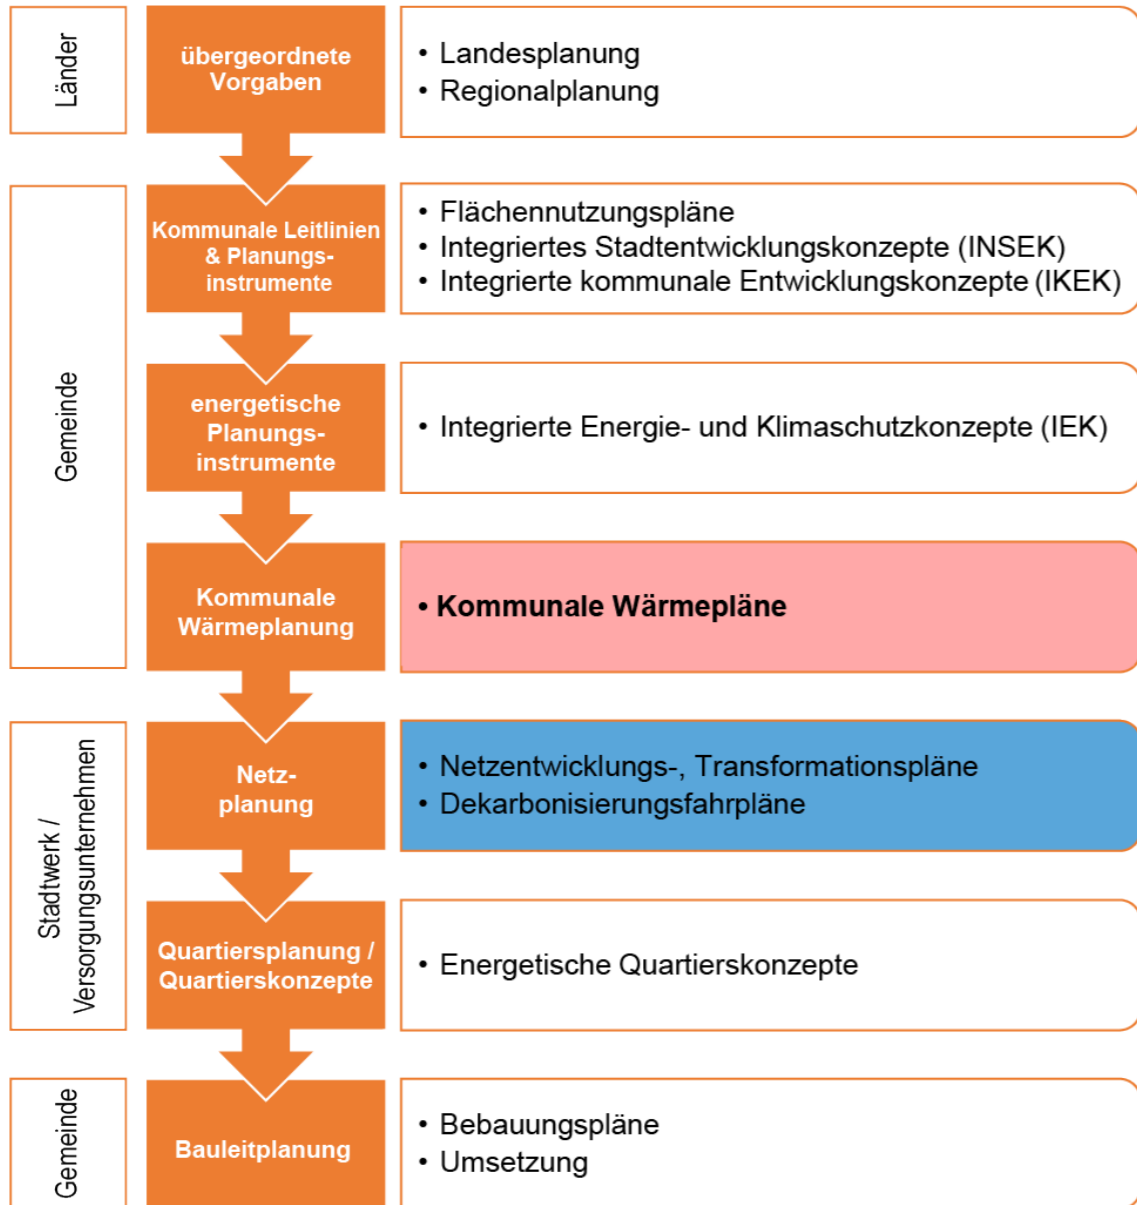 Länder
übergeordnete
Vorgaben
• Landesplanung
• Regionalplanung
Gemeinde
Kommunale Leitlinien
& Planungs-
instrumente
• Flächennutzungspläne
• Integriertes Stadtentwicklungskonzepte (INSEK)
• Integrierte kommunale Entwicklungskonzepte (IKEK)
energetische
Planungs-
instrumente
• Integrierte Energie- und Klimaschutzkonzepte (IEK)
Kommunale
Wärmeplanung
• Kommunale Wärmepläne
Stadtwerk /
Versorgungsunternehmen
Netz-
planung
• Netzentwicklungs-, Transformationspläne
• Dekarbonisierungsfahrpläne
Quartiersplanung /
Quartierskonzepte
• Energetische Quartierskonzepte
Gemeinde
Bauleitplanung
• Bebauungspläne
• Umsetzung